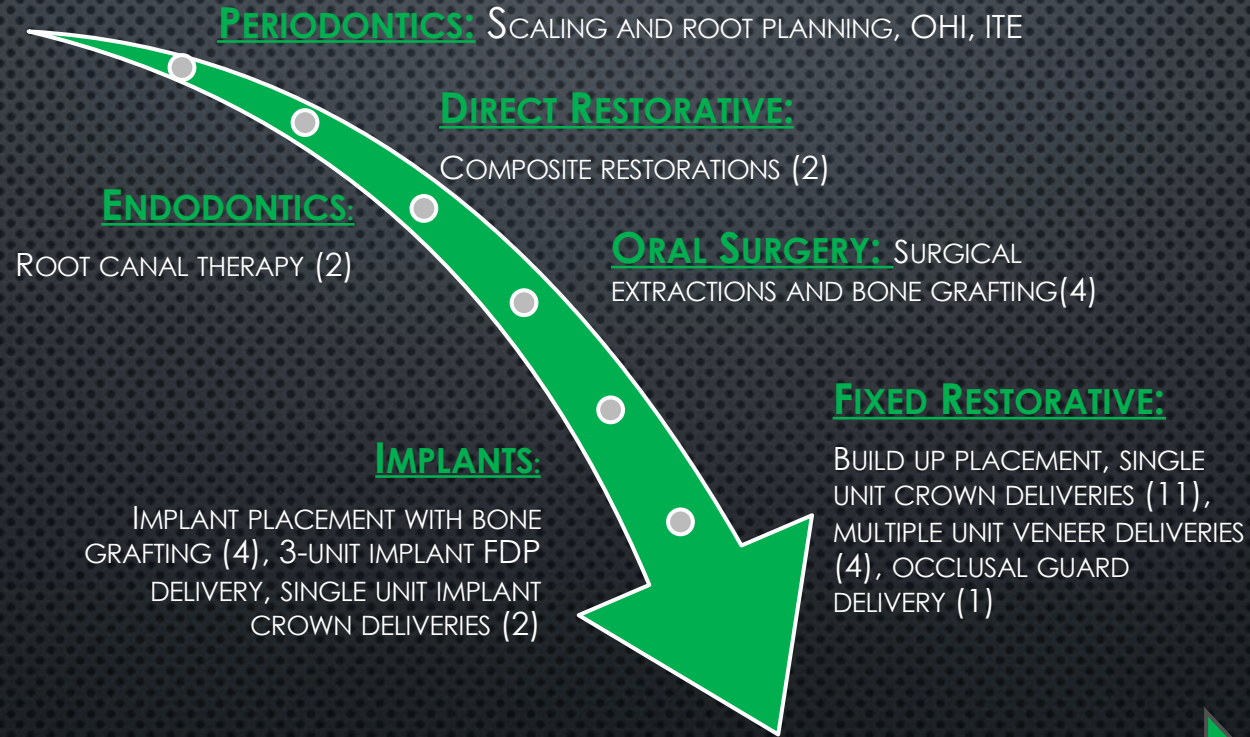 Periodontics: Scaling and root planning, OHI, ITE
Direct Restorative:
Composite restorations (2)
Endodontics:
Root canal therapy (2)
Oral Surgery: Surgical
extractions and bone grafting(4)
Fixed Restorative:
Build up placement, single
unit crown deliveries (11),
multiple unit veneer deliveries
(4), occlusal guard
delivery (1)
Implants:
Implant placement with bone
grafting (4), 3-unit implant FDP
delivery, single unit implant
crown deliveries (2)